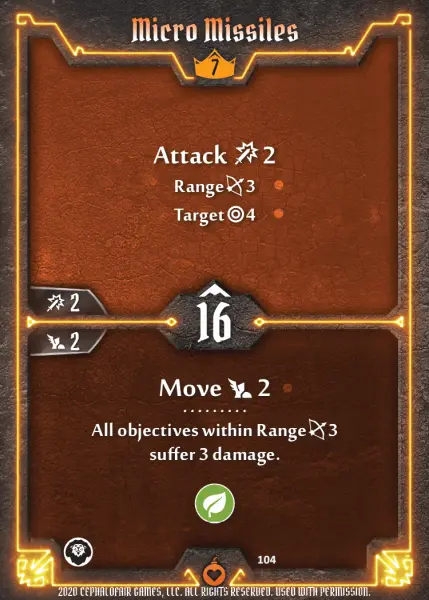 Micro Missiles
7
Attack 2
Range 3
Target 4
2
16
2
Move 2
All objectives within Range 3
suffer 3 damage.
104
2020 Cephalofair Games, LLC. All rights reserved. Used with permission.